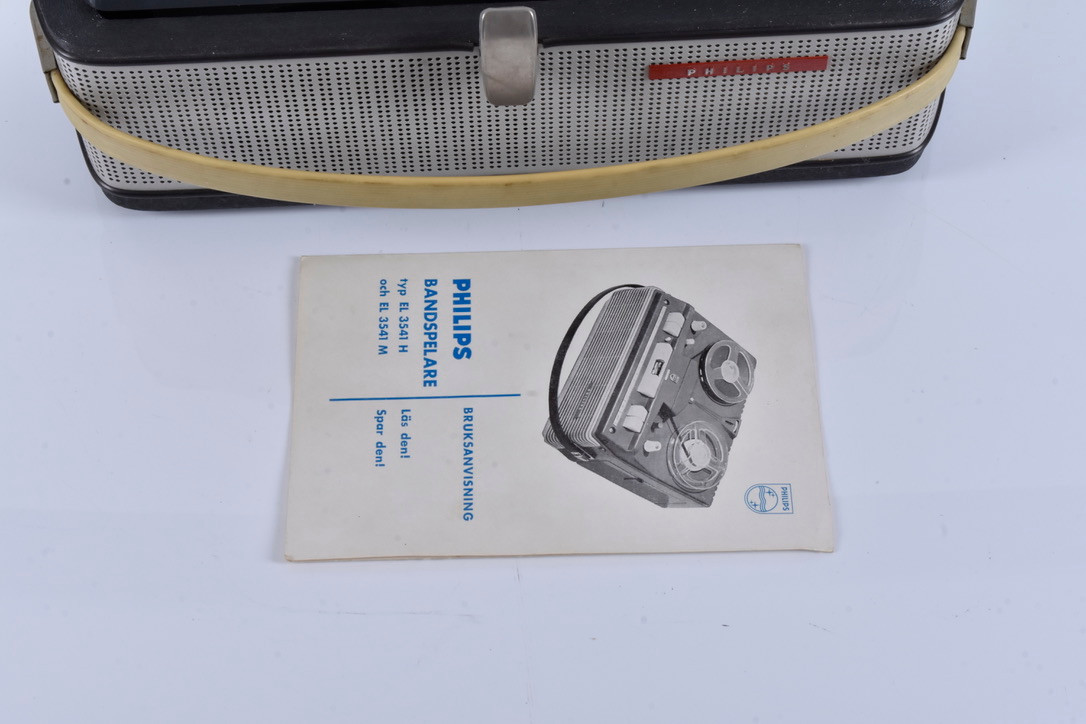 PHILIPS
PHILIPS
BANDSPELARE
typ EL 3541 H
och EL 3541 M
BRUKSANVISNING
Läs den!
Spar den!
PHILIPS